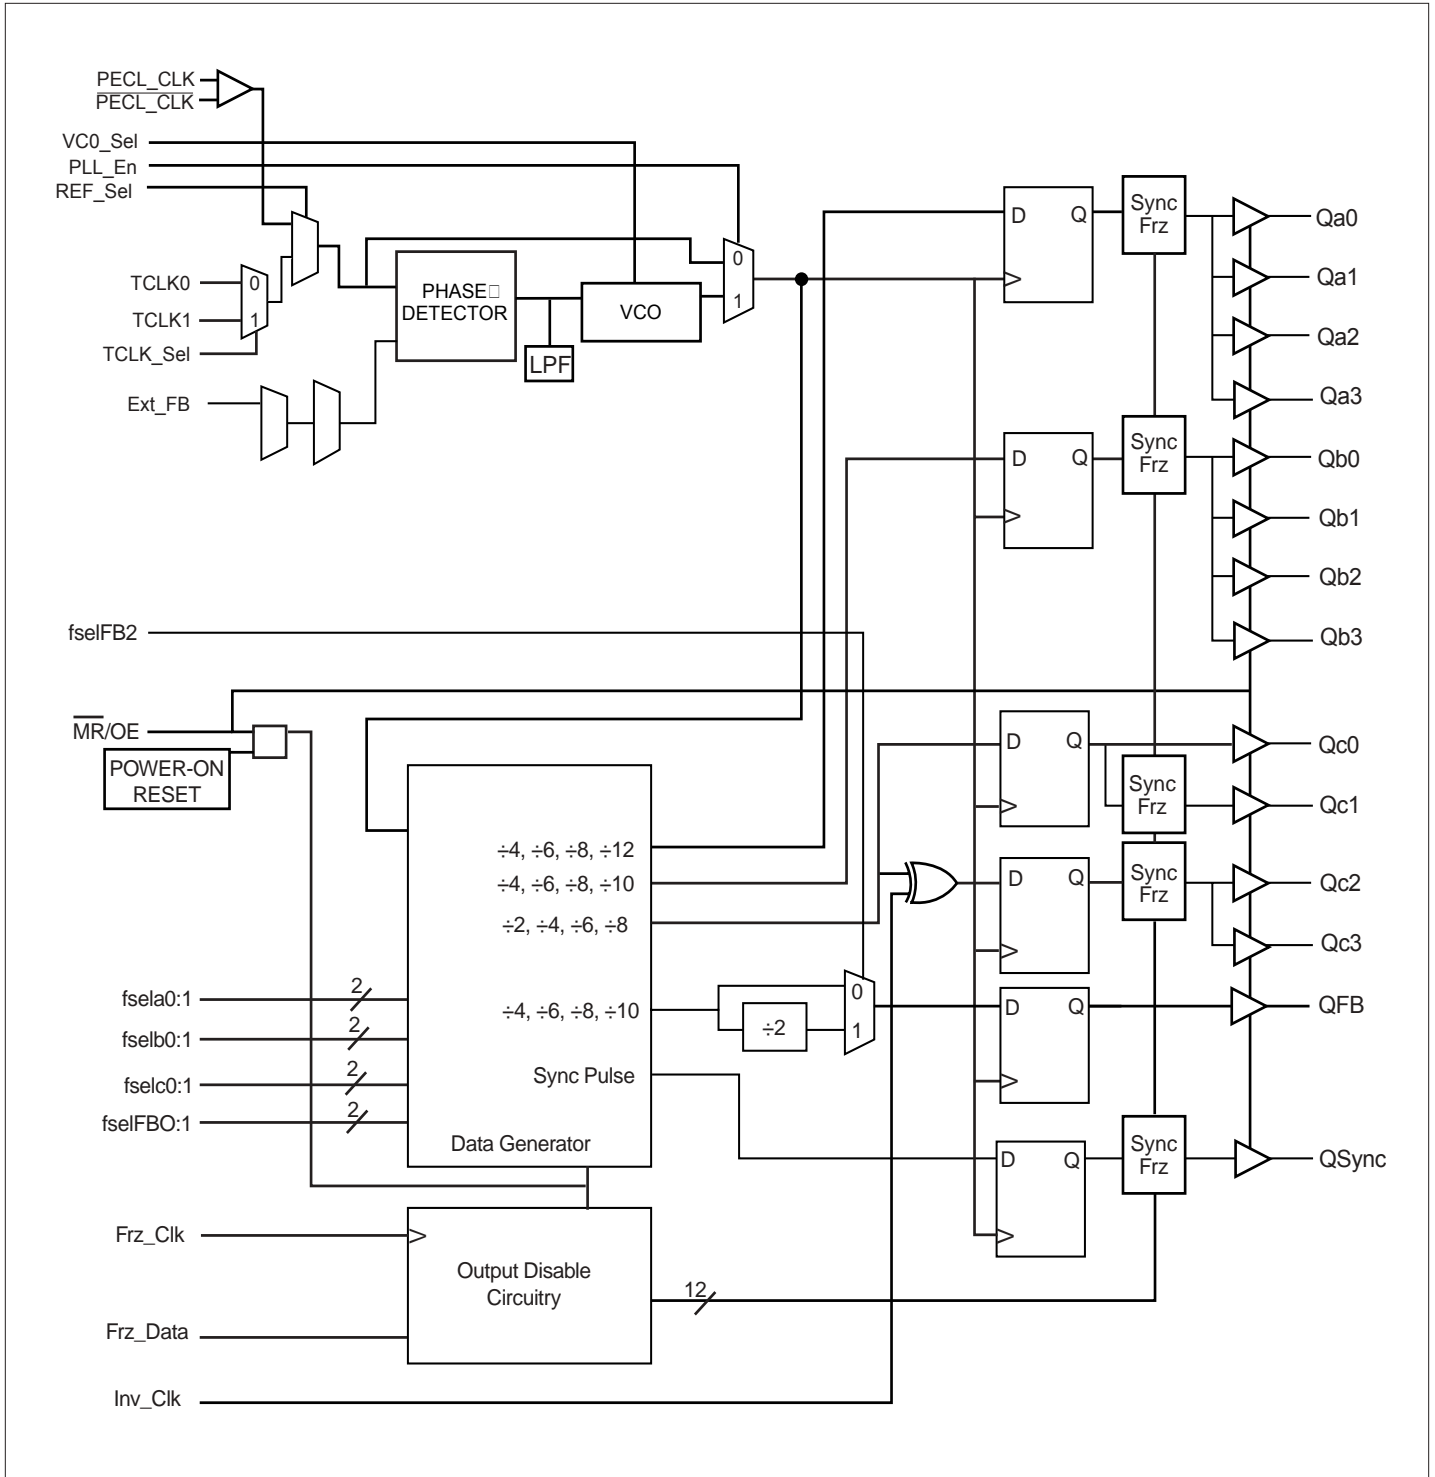 PECL_CLK
PECL_CLK
VC0_Sel
PLL_En
REF_Sel
TCLK0
TCLK1
TCLK_Sel
Ext_FB
0
1
PHASE
DETECTOR
LPF
VCO
0
1
D Q
Sync
Frz
Qa0
Qa1
Qa2
Qa3
D Q
Sync
Frz
Qb0
Qb1
Qb2
Qb3
fselFB2
MR/OE
POWER-ON
RESET
D Q
Sync
Frz
Qc0
Qc1
÷4, ÷6, ÷8, ÷12
÷4, ÷6, ÷8, ÷10
÷2, ÷4, ÷6, ÷8
÷4, ÷6, ÷8, ÷10
Sync Pulse
Data Generator
D Q
Sync
Frz
Qc2
Qc3
fsela0:1
2
fselb0:1
2
fselc0:1
2
fselFBO:1
2
÷2
0
1
D Q
QFB
D Q
Sync
Frz
QSync
Frz_Clk
Output Disable
Circuitry
12
Frz_Data
Inv_Clk